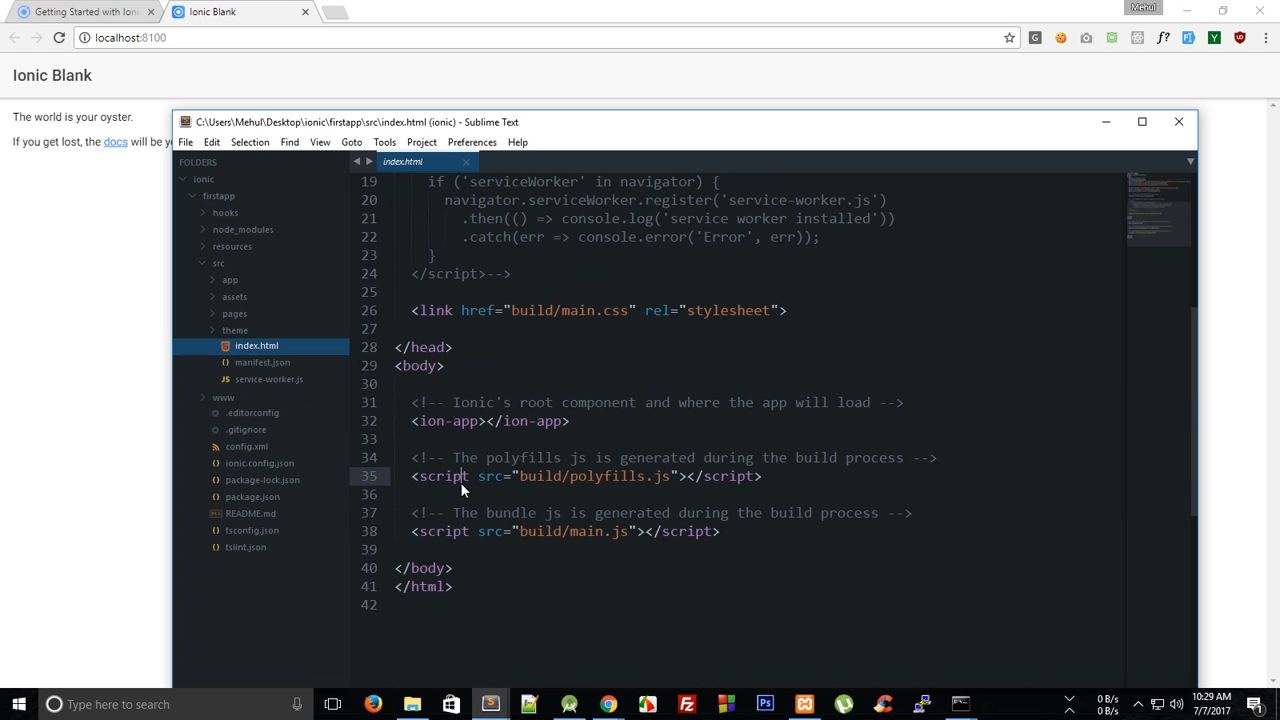 Getting Started with Ioni
Ionic Blank
Mehul
localhost:8100
Ionic Blank
The world is your oyster.
If you get lost, the docs will be y
C:\Users\Mehul\Desktop\ionic\firstapp\src\index.html (ionic) - Sublime Text
File Edit Selection Find View Goto Tools Project Preferences Help
FOLDERS
ionic
firstapp
hooks
node_modules
resources
src
app
assets
pages
theme
index.html
manifest.json
service-worker.js
www
.editorconfig
.gitignore
config.xml
ionic.config.json
package-lock.json
package.json
README.md
tsconfig.json
tslint.json
index.html
19 if ('serviceWorker' in navigator) {
20 navigator.serviceWorker.register('service-worker.js')
21 .then(() => console.log('service worker installed'))
22 .catch(err => console.error('Error', err));
23 }
24 </script>-->
25
26 <link href="build/main.css" rel="stylesheet">
27
28 </head>
29 <body>
30
31 <!-- Ionic's root component and where the app will load -->
32 <ion-app></ion-app>
33
34 <!-- The polyfills js is generated during the build process -->
35 <script src="build/polyfills.js"></script>
36
37 <!-- The bundle js is generated during the build process -->
38 <script src="build/main.js"></script>
39
40 </body>
41 </html>
42
Type here to search
0 B/s
0 B/s
10:29 AM
7/7/2017